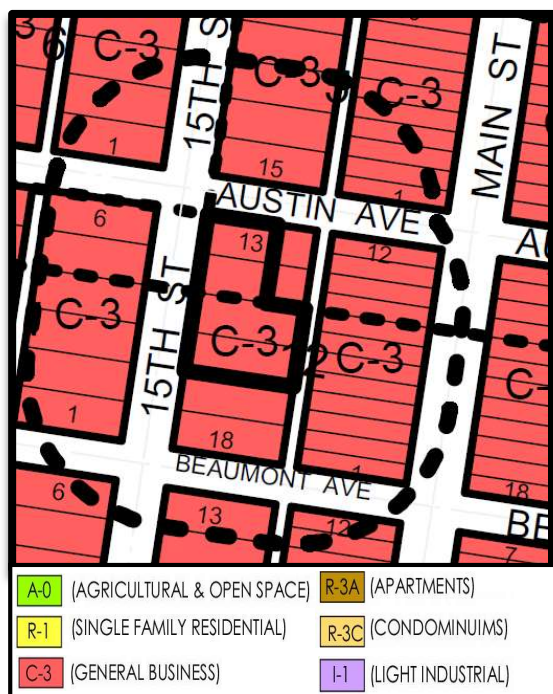 C-3
15TH S
C-3
C-3
MAIN ST
1
15
1
AUSTIN AVE
A
6
13
12
C-3
15TH ST
C-3
12
C-3
C-
1
18
1
18
BEAUMONT AVE
BE
6
13
12
7
A-0 (AGRICULTURAL & OPEN SPACE)
R-3A (APARTMENTS)
R-1 (SINGLE FAMILY RESIDENTIAL)
R-3C (CONDOMINUIMS)
C-3 (GENERAL BUSINESS)
I-1 (LIGHT INDUSTRIAL)